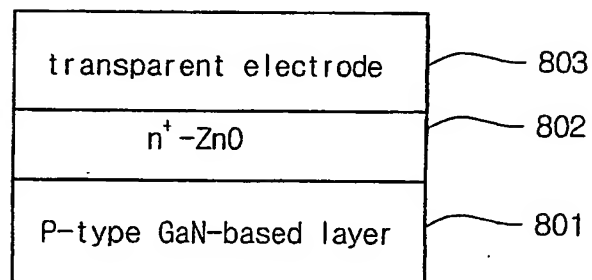 transparent electrode 803
n⁺-ZnO 802
P-type GaN-based layer 801